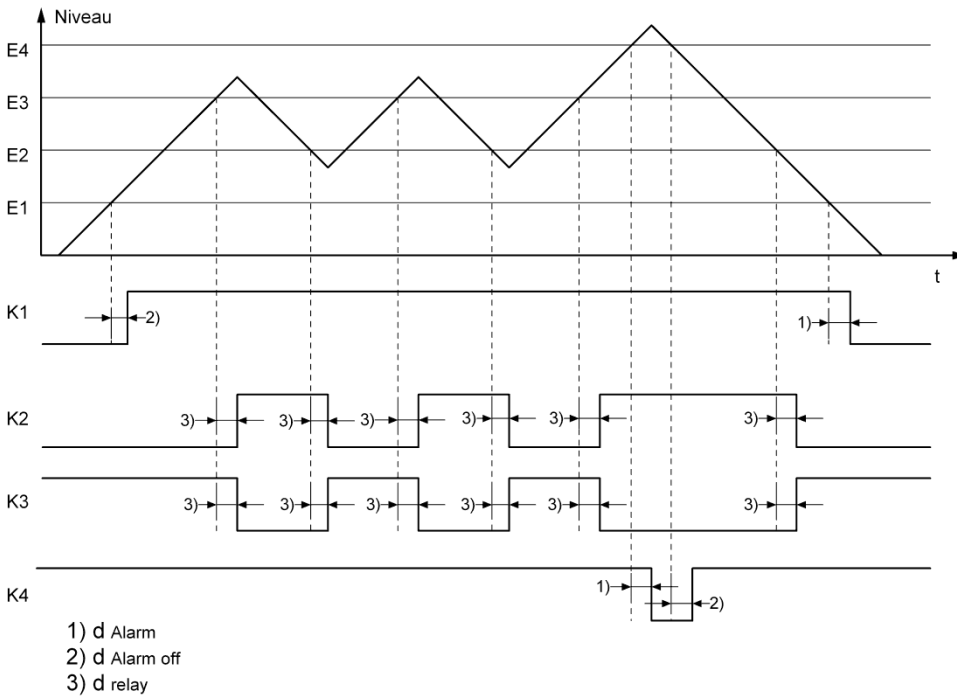 Niveau
E4
E3
E2
E1
t
K1
2)
1)
K2
3) 3) 3) 3) 3) 3)
K3
3) 3) 3) 3) 3) 3)
K4
1)
2)
1) d Alarm
2) d Alarm off
3) d relay